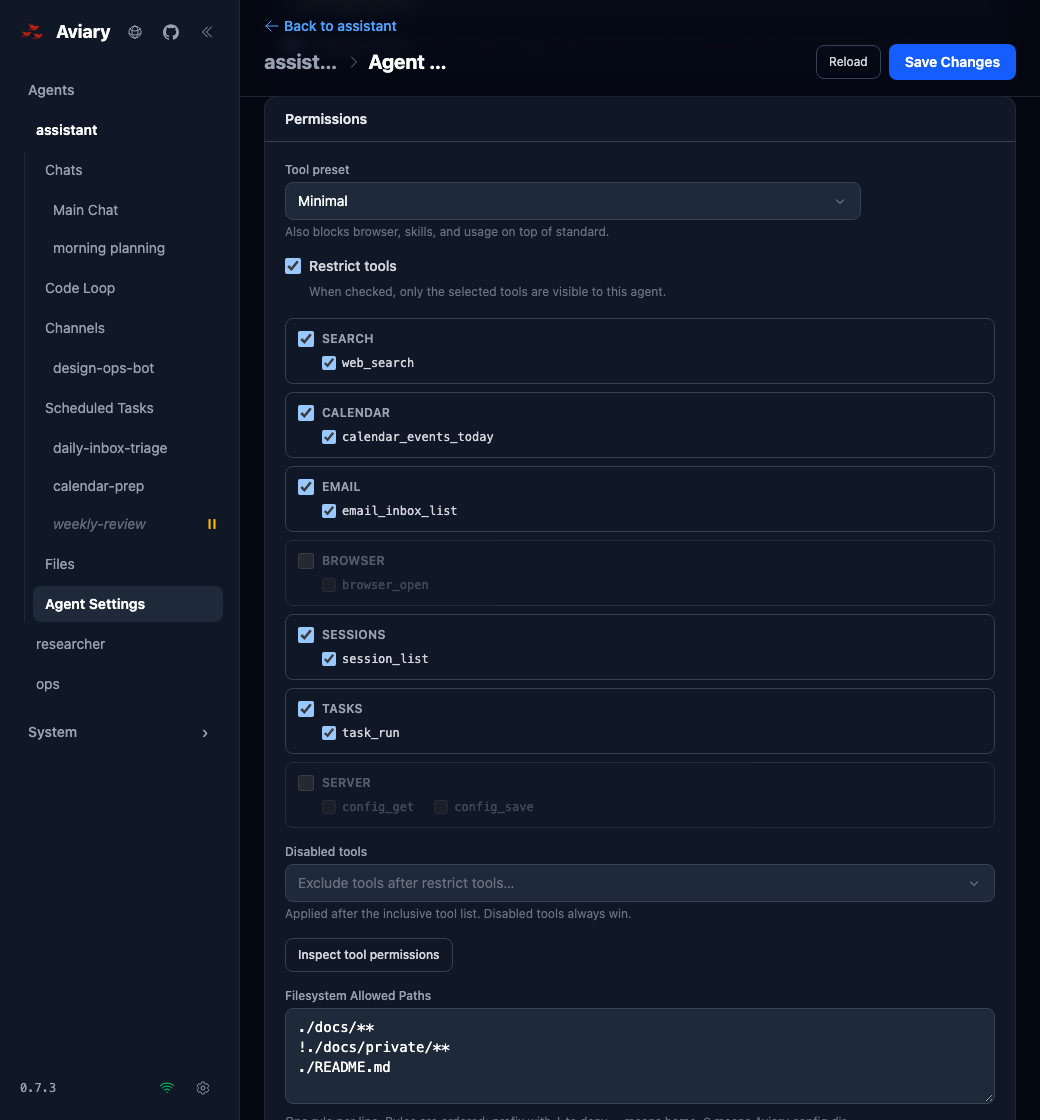 Aviary
Agents
assistant
Chats
Main Chat
morning planning
Code Loop
Channels
design-ops-bot
Scheduled Tasks
daily-inbox-triage
calendar-prep
weekly-review
Files
Agent Settings
researcher
ops
System
0.7.3
Back to assistant
assist... > Agent ...
Reload
Save Changes
Permissions
Tool preset
Minimal
Also blocks browser, skills, and usage on top of standard.
Restrict tools
When checked, only the selected tools are visible to this agent.
SEARCH
web_search
CALENDAR
calendar_events_today
EMAIL
email_inbox_list
BROWSER
browser_open
SESSIONS
session_list
TASKS
task_run
SERVER
config_get config_save
Disabled tools
Exclude tools after restrict tools...
Applied after the inclusive tool list. Disabled tools always win.
Inspect tool permissions
Filesystem Allowed Paths
./docs/**
!./docs/private/**
./README.md